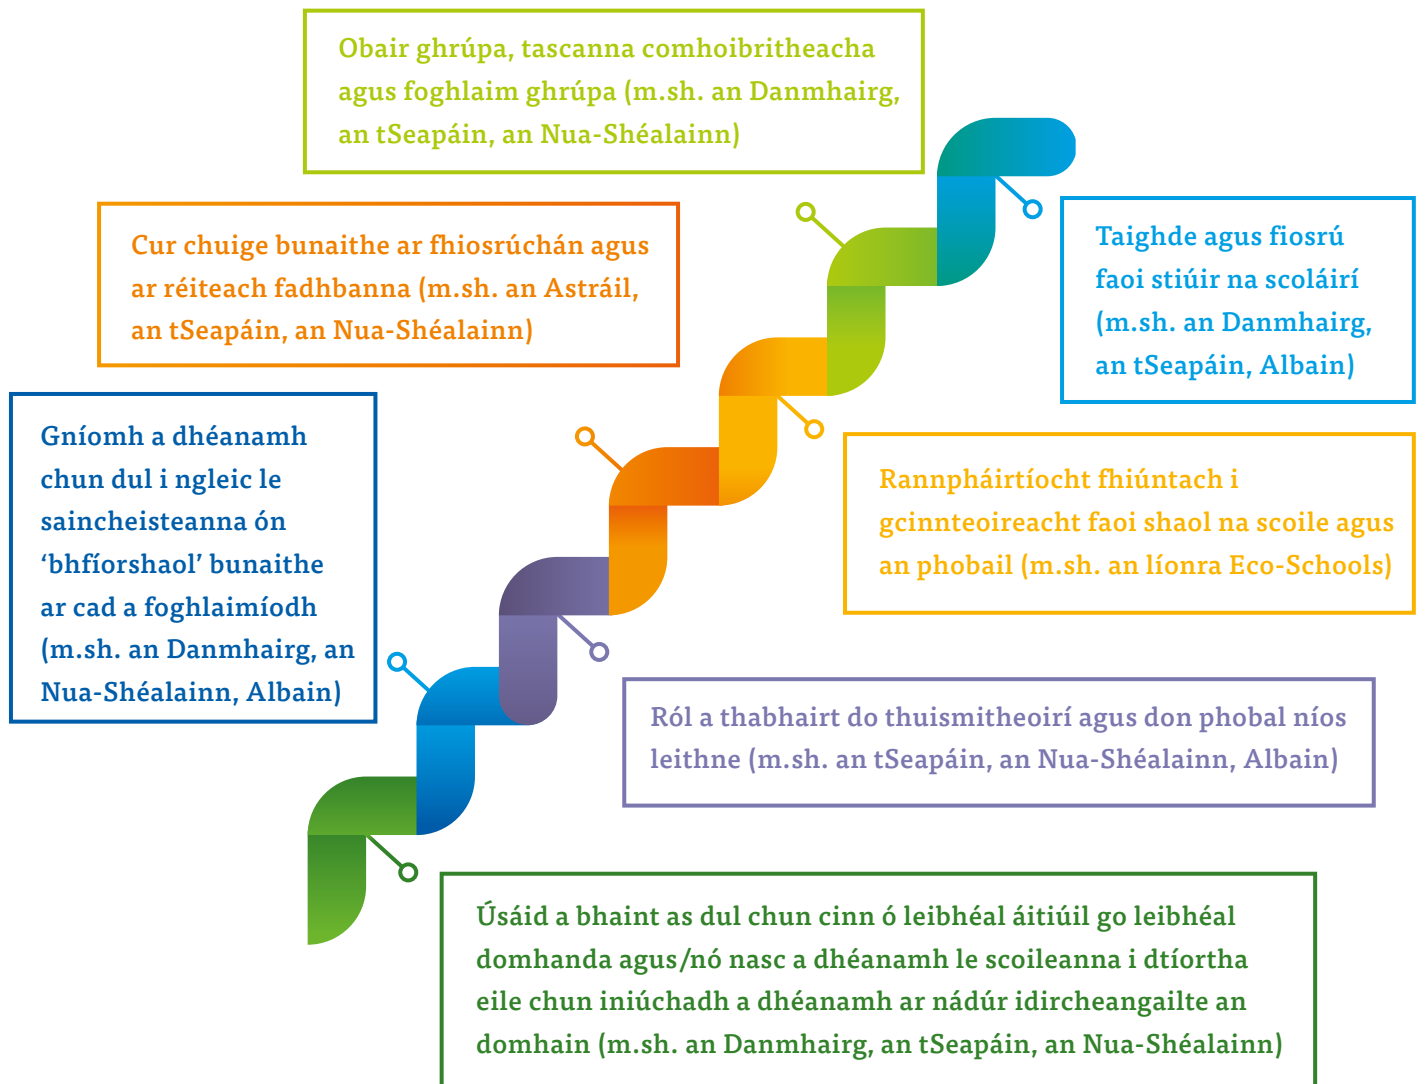 Obair ghrúpa, tascanna comhoibritheacha
agus foghlaim ghrúpa (m.sh. an Danmhairg,
an tSeapáin, an Nua-Shéalainn)
Cur chuige bunaithe ar fhiosrúchán agus
ar réiteach fadhbanna (m.sh. an Astráil,
an tSeapáin, an Nua-Shéalainn)
Taighde agus fiosrú
faoi stiúir na scoláirí
(m.sh. an Danmhairg,
an tSeapáin, Albain)
Gníomh a dhéanamh
chun dul i ngleic le
saincheisteanna ón
‘bhfíorshaol’ bunaithe
ar cad a foghlaimíodh
(m.sh. an Danmhairg, an
Nua-Shéalainn, Albain)
Rannpháirtíocht fhiúntach i
gcinnteoireacht faoi shaol na scoile agus
an phobail (m.sh. an líonra Eco-Schools)
Ról a thabhairt do thuismitheoirí agus don phobal níos
leithne (m.sh. an tSeapáin, an Nua-Shéalainn, Albain)
Úsáid a bhaint as dul chun cinn ó leibhéal áitiúil go leibhéal
domhanda agus/nó nasc a dhéanamh le scoileanna i dtíortha
eile chun iniúchadh a dhéanamh ar nádúr idircheangailte an
domhain (m.sh. an Danmhairg, an tSeapáin, an Nua-Shéalainn)